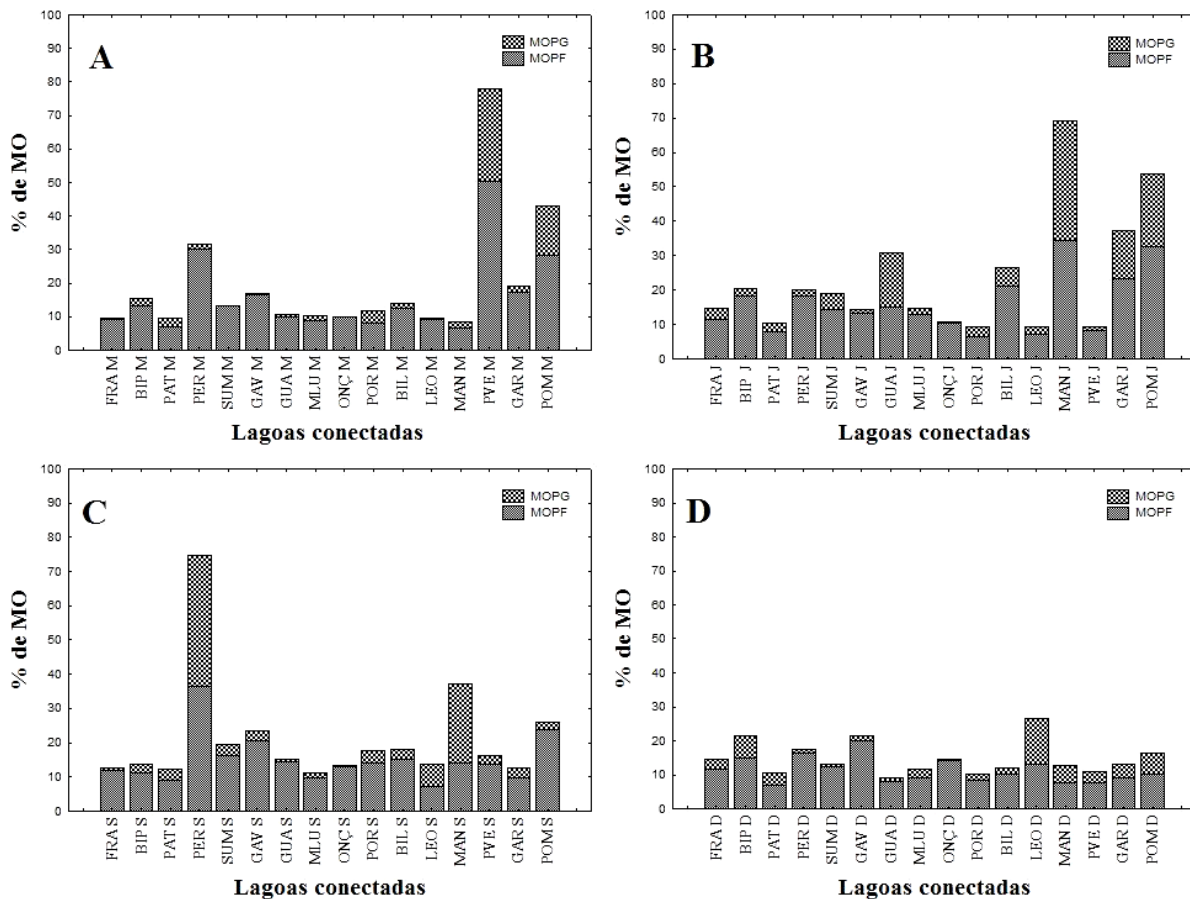 A
% de MO
100
90
80
70
60
50
40
30
20
10
0
MOPG
MOPF
FRA M
BIP M
PAT M
PER M
SUM M
GAV M
GUA M
MLU M
ONÇ M
POR M
BIL M
LEO M
MAN M
PVE M
GAR M
POM M
Lagoas conectadas
B
% de MO
100
90
80
70
60
50
40
30
20
10
0
MOPG
MOPF
FRA J
BIP J
PAT J
PER J
SUM J
GAV J
GUA J
MLU J
ONÇ J
POR J
BIL J
LEO J
MAN J
PVE J
GAR J
POM J
Lagoas conectadas
C
% de MO
100
90
80
70
60
50
40
30
20
10
0
MOPG
MOPF
FRA S
BIP S
PAT S
PER S
SUM S
GAV S
GUA S
MLU S
ONÇ S
POR S
BIL S
LEO S
MAN S
PVE S
GAR S
POM S
Lagoas conectadas
D
% de MO
100
90
80
70
60
50
40
30
20
10
0
MOPG
MOPF
FRA D
BIP D
PAT D
PER D
SUM D
GAV D
GUA D
MLU D
ONÇ D
POR D
BIL D
LEO D
MAN D
PVE D
GAR D
POM D
Lagoas conectadas